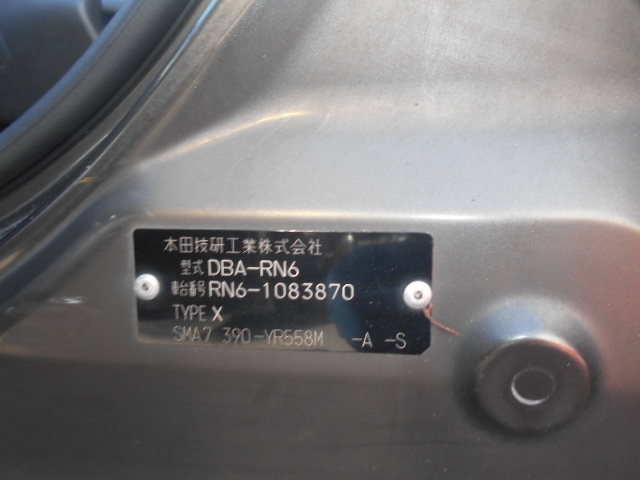 本田技研工業株式会社
型式 DBA-RN6
車台番号 RN6-1083870
TYPE X
SMA7 390-YR558M -A -S